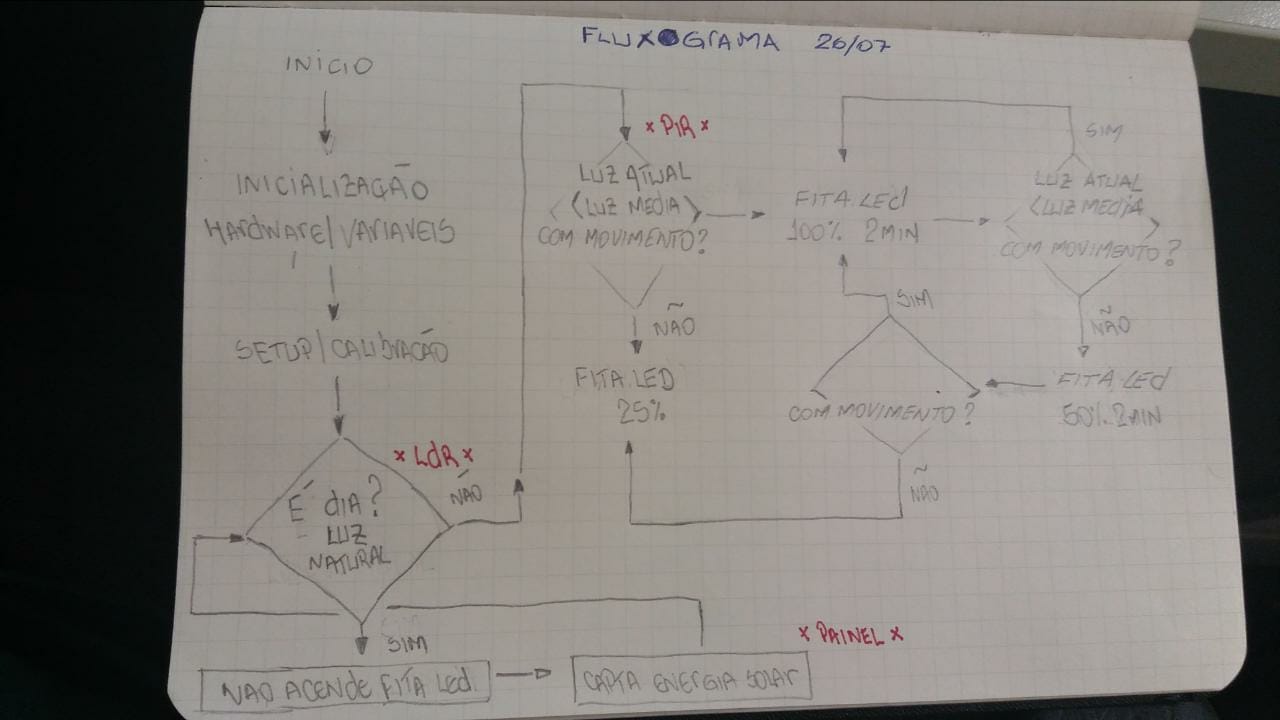 FLUXOGRAMA 26/07
INICIO
INICIALIZAÇÃO
HARDWARE/VARIAVEIS
SETUP/CALIBRAÇÃO
x LdR x
É dIA?
LUZ
NATURAL
NÃO
SIM
NAO ACENDE FITA Led.
CAPTA ENERGIA SOLAR
x PAINEL x
x PIR x
LUZ ATUAL
< LUZ MEDIA
COM MOVIMENTO?
NÃO
FITA LED
25%
FITA LEd
100% 2MIN
SIM
LUZ ATUAL
< LUZ MEDIA
COM MOVIMENTO?
NÃO
FITA LEd
50% 2MIN
SIM
COM MOVIMENTO?
NÃO